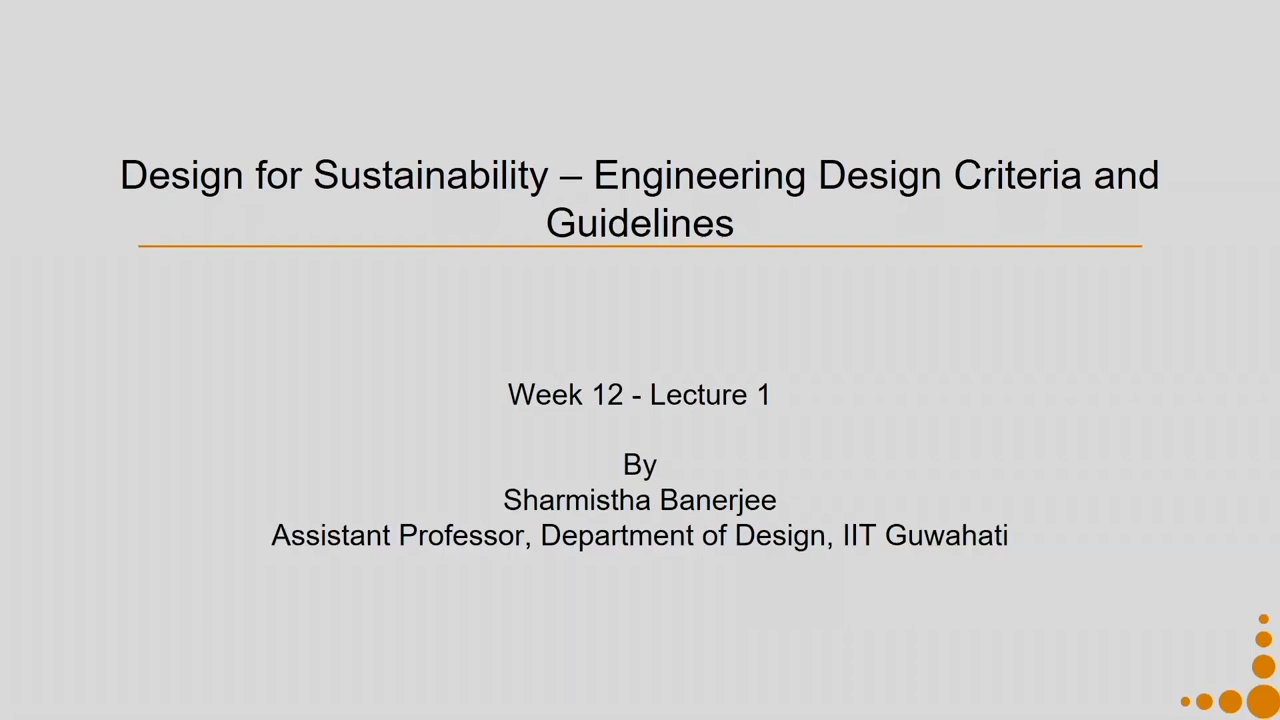 Design for Sustainability – Engineering Design Criteria and
Guidelines
Week 12 - Lecture 1
By
Sharmistha Banerjee
Assistant Professor, Department of Design, IIT Guwahati